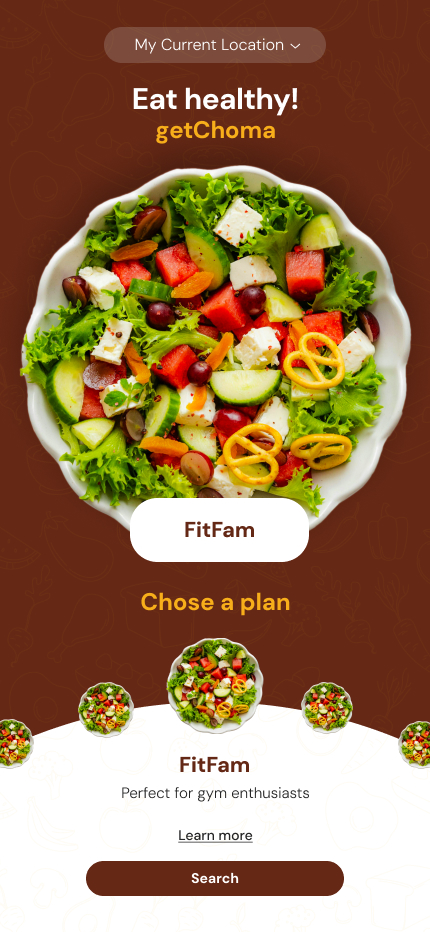 My Current Location
Eat healthy!
getChoma
FitFam
Chose a plan
FitFam
Perfect for gym enthusiasts
Learn more
Search